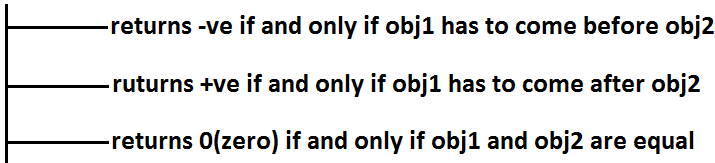 returns -ve if and only if obj1 has to come before obj2
ruturns +ve if and only if obj1 has to come after obj2
returns 0(zero) if and only if obj1 and obj2 are equal